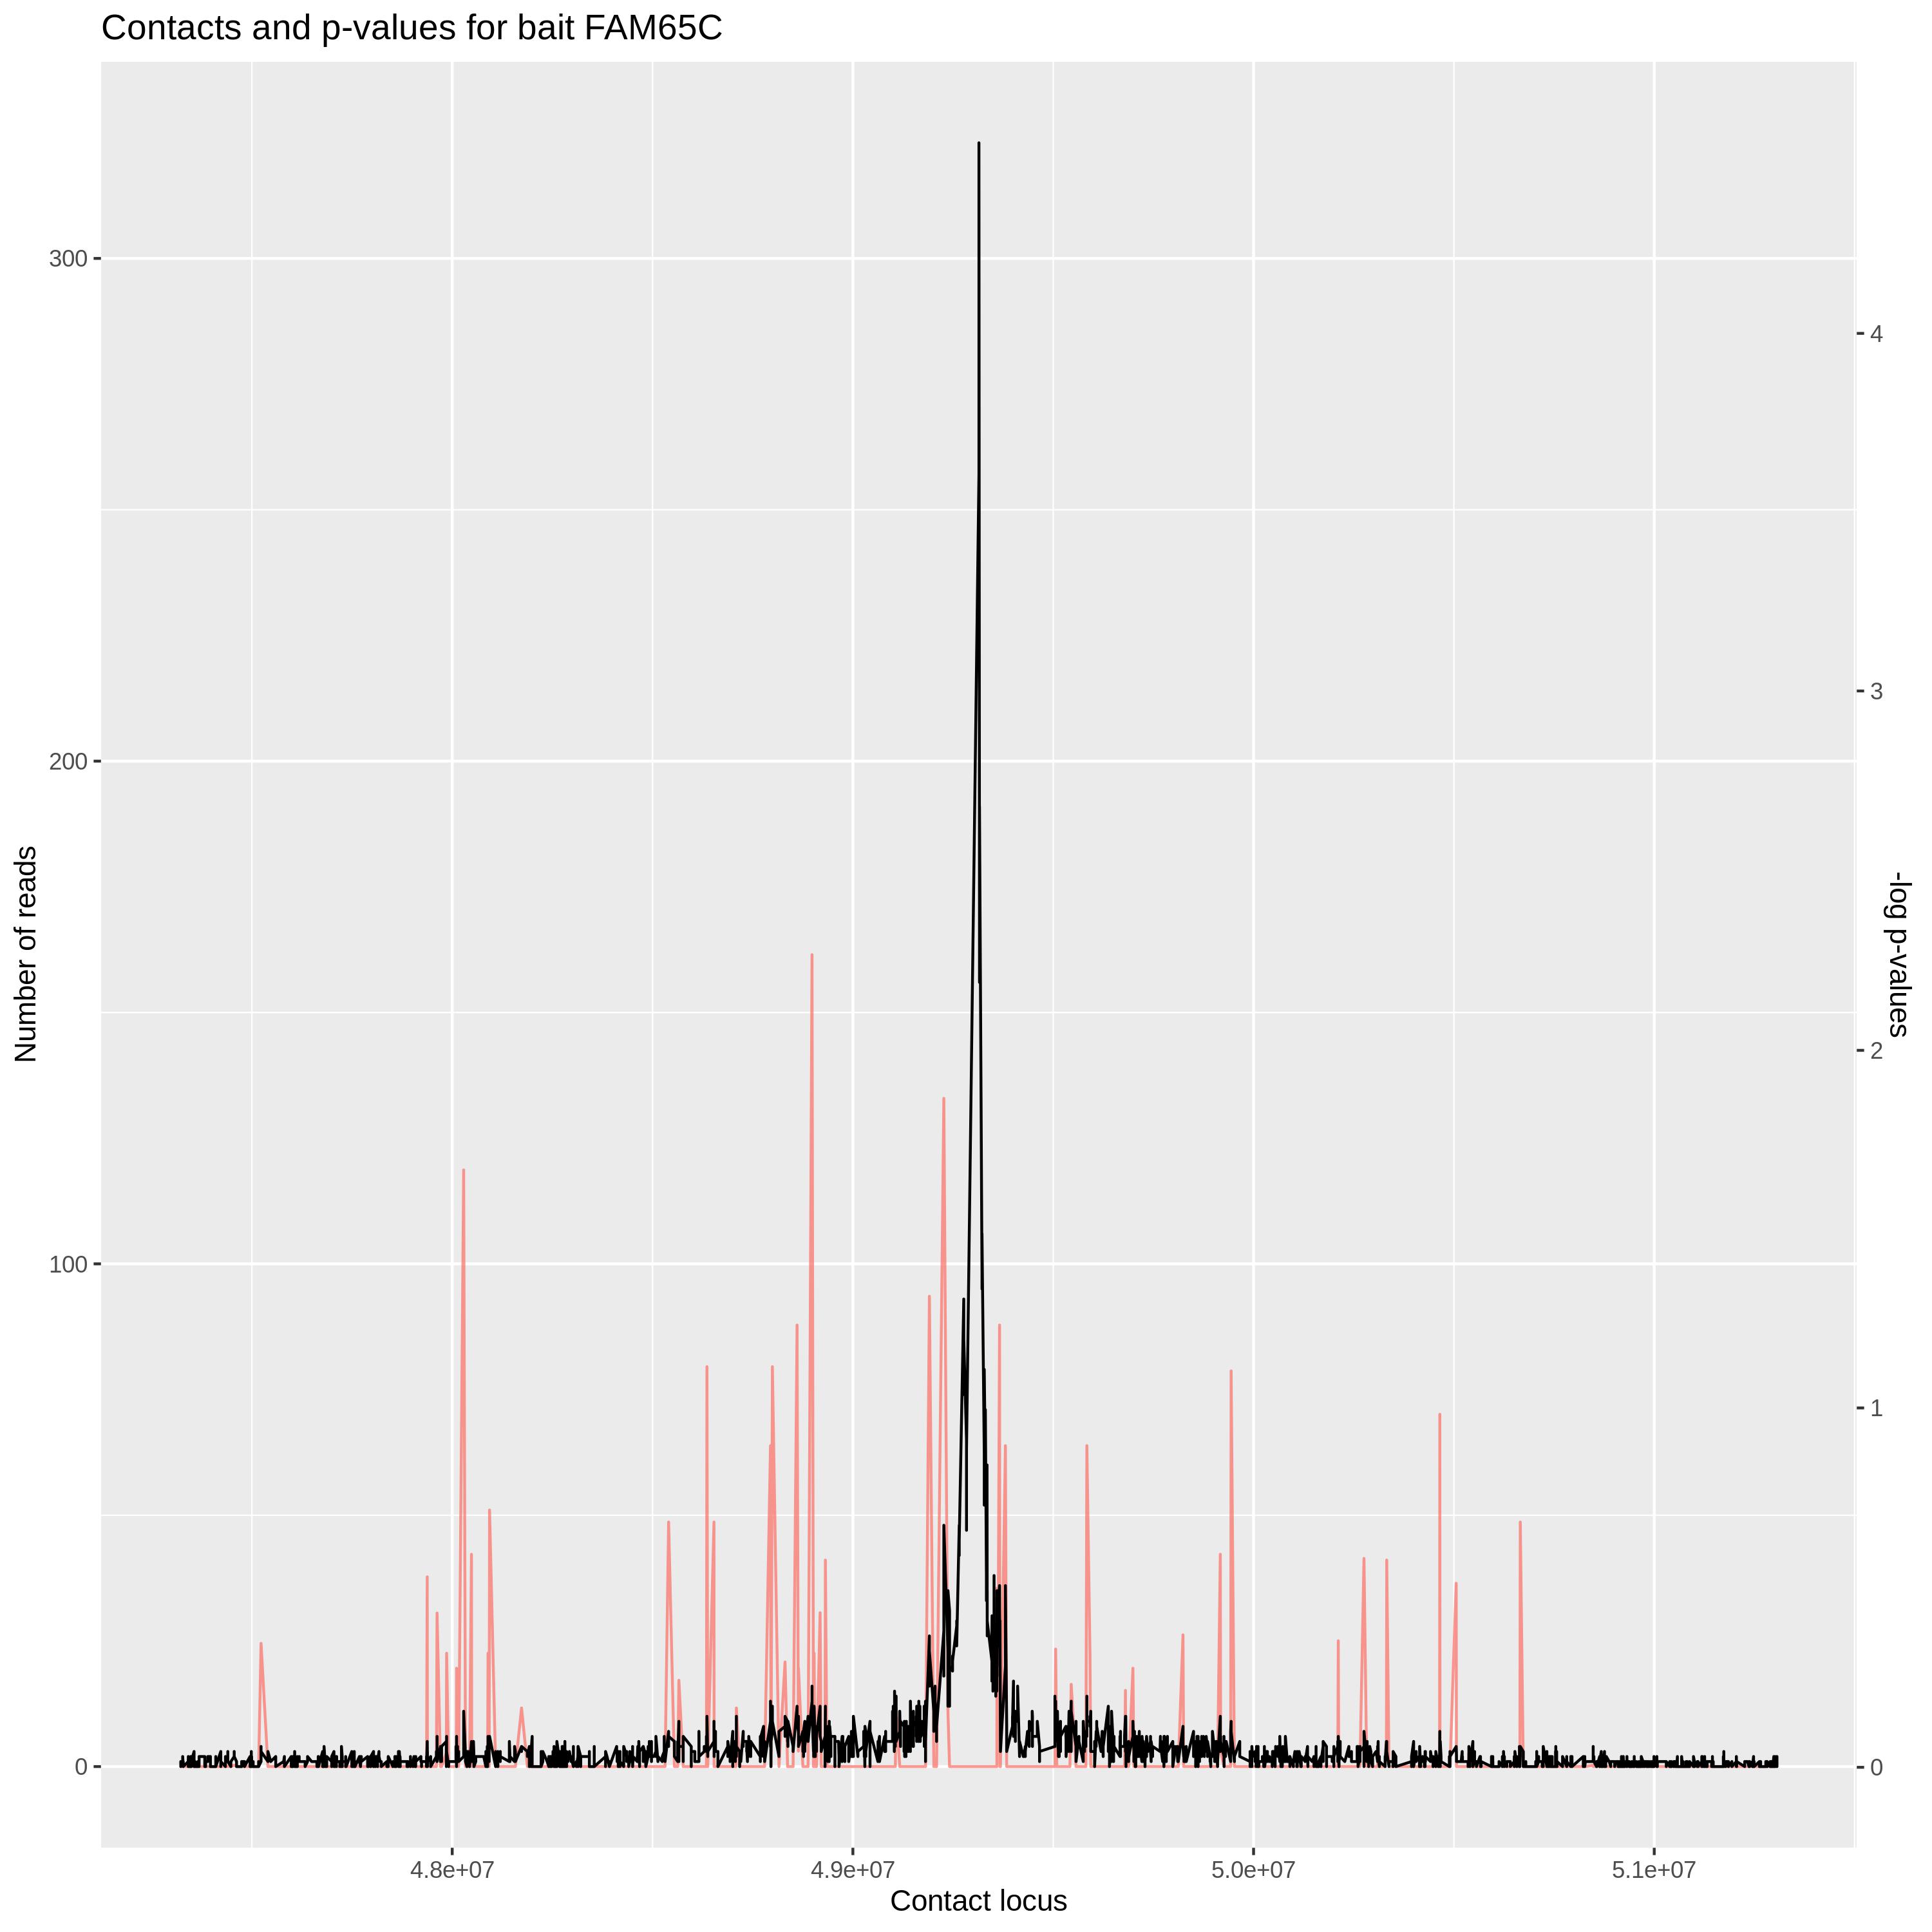 Contacts and p-values for bait FAM65C
Number of reads
300
200
100
0
4
3
2
1
0
-log p-values
4.8e+07
4.9e+07
5.0e+07
5.1e+07
Contact locus